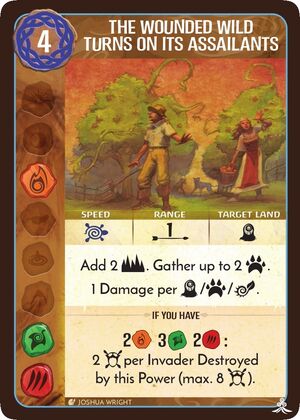 4
THE WOUNDED WILD
TURNS ON ITS ASSAILANTS
SPEED RANGE TARGET LAND
1
Add 2 . Gather up to 2 .
1 Damage per / / .
IF YOU HAVE
2 3 2 :
2 per Invader Destroyed
by this Power (max. 8 ).
JOSHUA WRIGHT